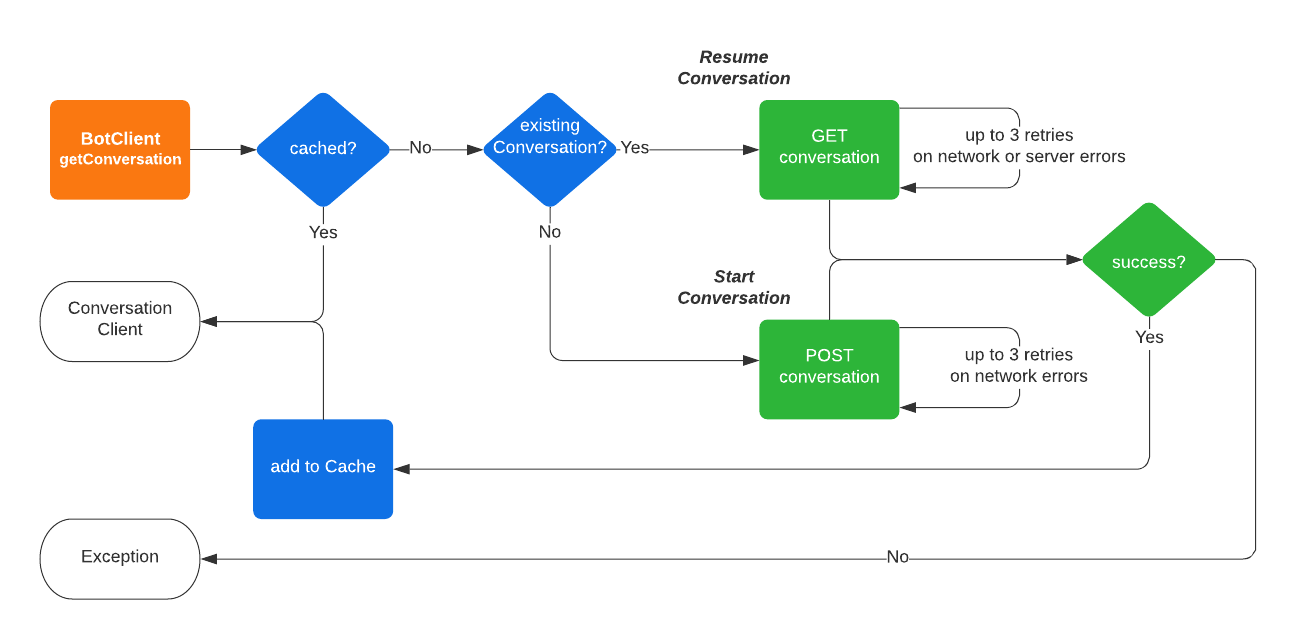 Resume
Conversation
BotClient
getConversation
cached?
No
existing
Conversation?
Yes
GET
conversation
up to 3 retries
on network or server errors
Yes
No
success?
Start
Conversation
Conversation
Client
POST
conversation
up to 3 retries
on network errors
Yes
add to Cache
Exception
No